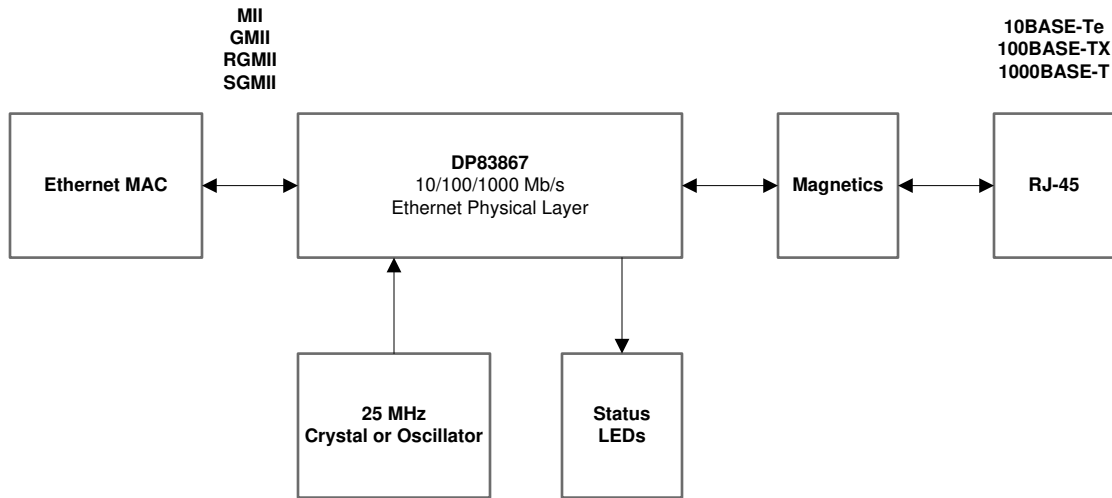 MII
GMII
RGMII
SGMII
10BASE-Te
100BASE-TX
1000BASE-T
Ethernet MAC
DP83867
10/100/1000 Mb/s
Ethernet Physical Layer
Magnetics
RJ-45
25 MHz
Crystal or Oscillator
Status
LEDs